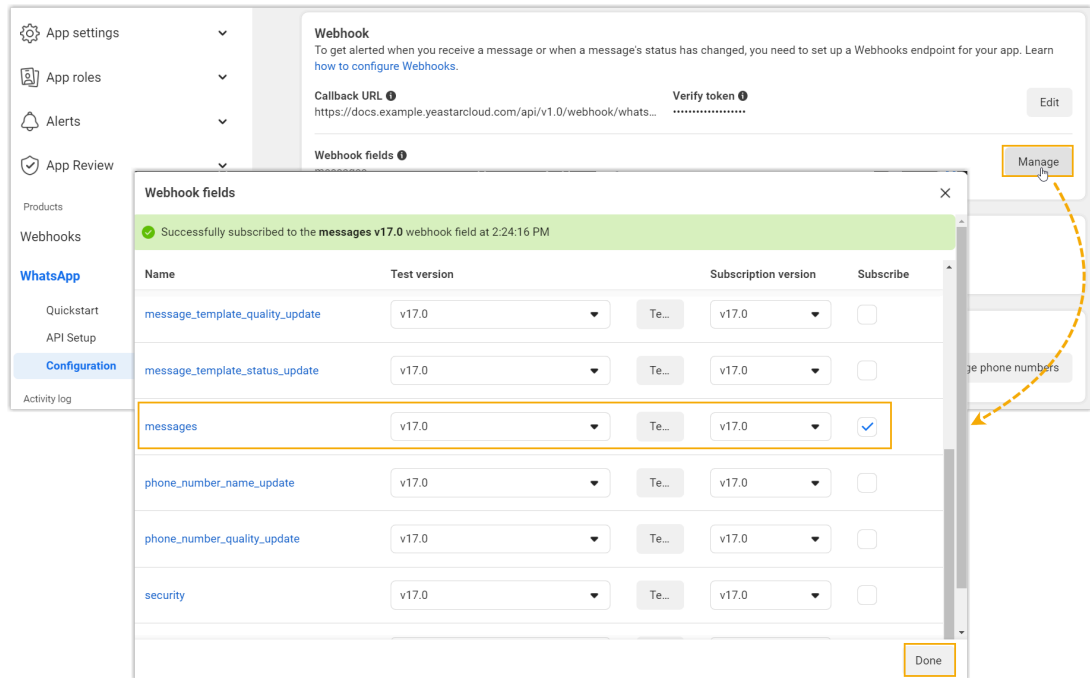 App settings
App roles
Alerts
App Review
Products
Webhooks
WhatsApp
Quickstart
API Setup
Configuration
Activity log
Webhook
To get alerted when you receive a message or when a message's status has changed, you need to set up a Webhooks endpoint for your app. Learn
how to configure Webhooks.
Callback URL
Verify token
https://docs.example.yeastarcloud.com/api/v1.0/webhook/whats...
••••••••••••••••••
Edit
Webhook fields
Manage
Webhook fields
Successfully subscribed to the messages v17.0 webhook field at 2:24:16 PM
Name Test version Subscription version Subscribe
message_template_quality_update v17.0 Te... v17.0
message_template_status_update v17.0 Te... v17.0
messages v17.0 Te... v17.0
phone_number_name_update v17.0 Te... v17.0
phone_number_quality_update v17.0 Te... v17.0
security v17.0 Te... v17.0
Done
phone numbers